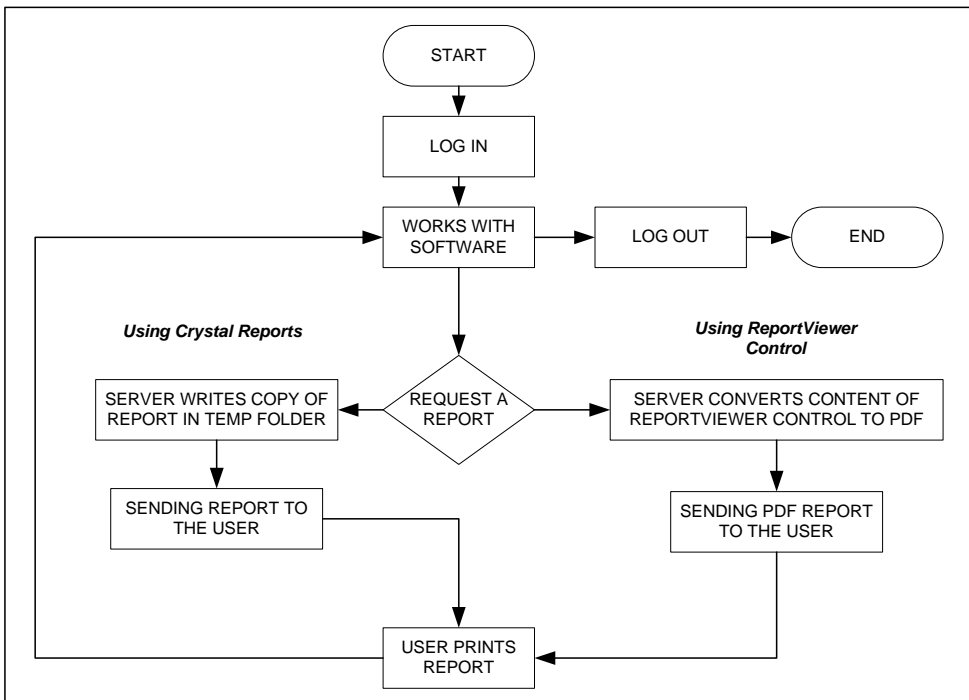 START
LOG IN
WORKS WITH
SOFTWARE
LOG OUT
END
Using Crystal Reports
Using ReportViewer
Control
REQUEST A
REPORT
SERVER WRITES COPY OF
REPORT IN TEMP FOLDER
SERVER CONVERTS CONTENT OF
REPORTVIEWER CONTROL TO PDF
SENDING REPORT TO
THE USER
SENDING PDF REPORT
TO THE USER
USER PRINTS
REPORT